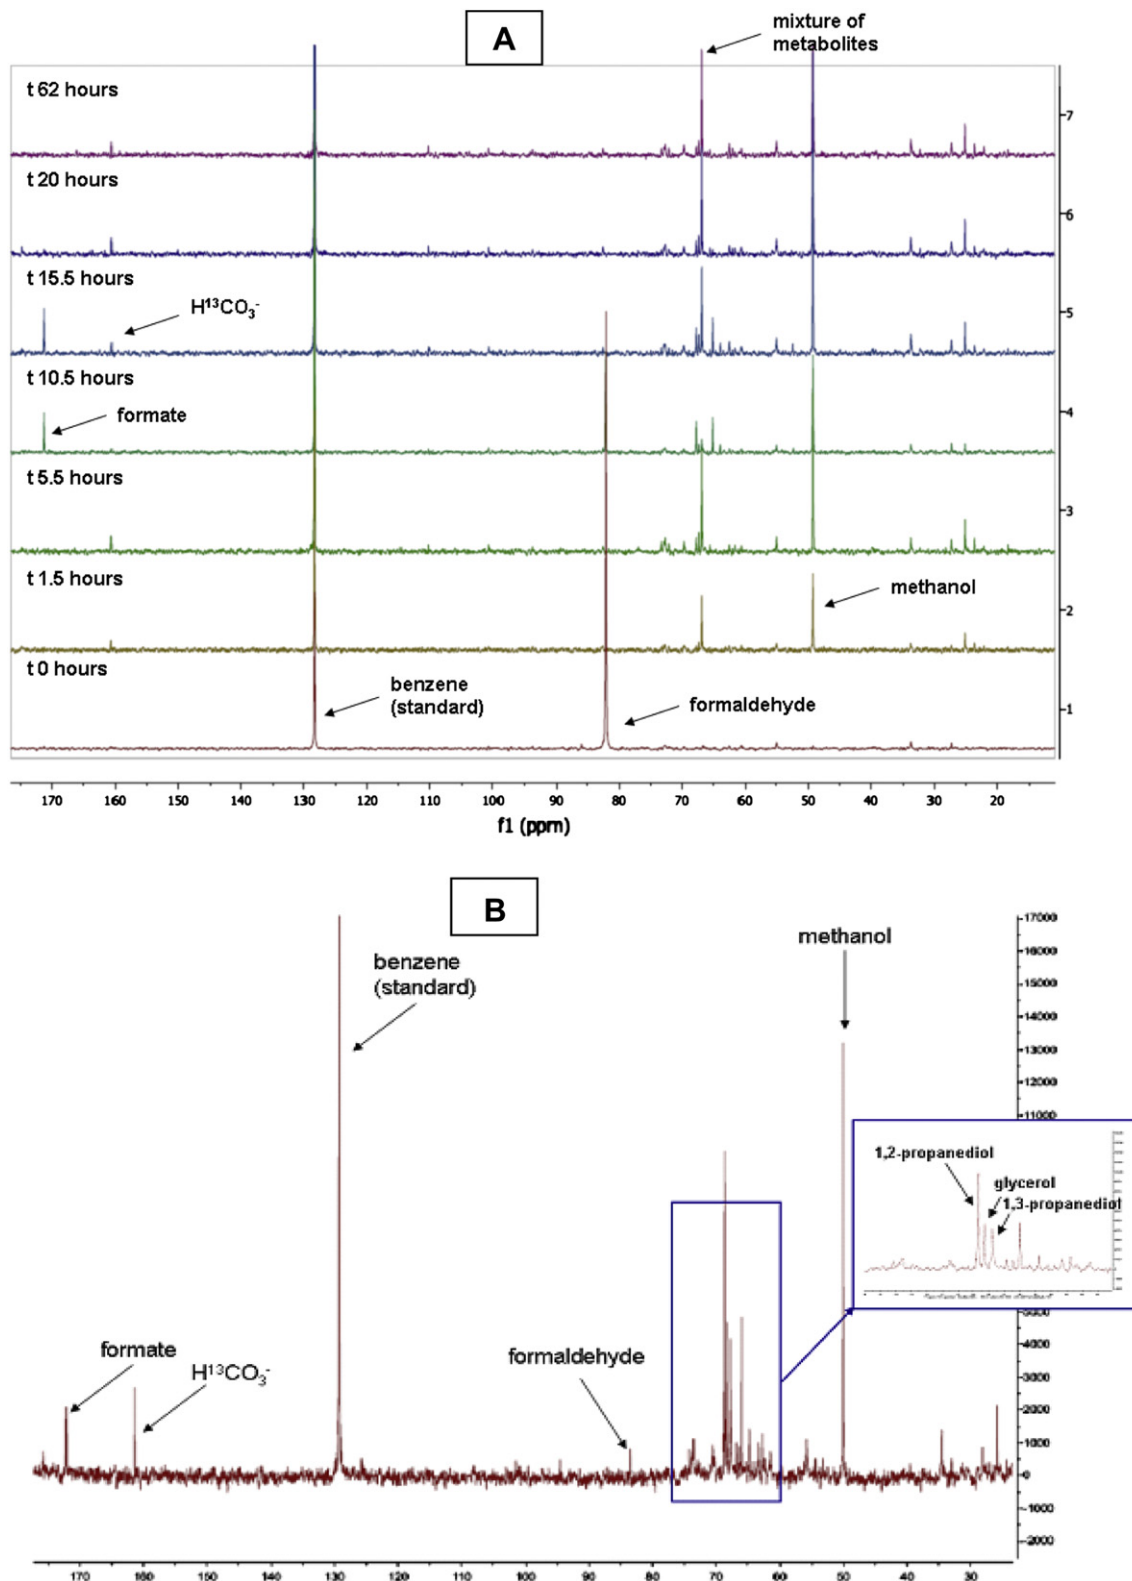 A
mixture of
metabolites
t 62 hours
7
t 20 hours
6
t 15.5 hours
H¹³CO₃⁻
5
t 10.5 hours
formate
4
t 5.5 hours
3
t 1.5 hours
methanol
2
t 0 hours
benzene
(standard)
formaldehyde
1
170 160 150 140 130 120 110 100 90 80 70 60 50 40 30 20
f1 (ppm)
B
methanol
17000
benzene
(standard)
16000
15000
14000
13000
12000
11000
1,2-propanediol
glycerol
1,3-propanediol
5000
4000
formate
H¹³CO₃⁻
formaldehyde
3000
2000
1000
0
-1000
-2000
170 160 150 140 130 120 110 100 90 80 70 60 50 40 30